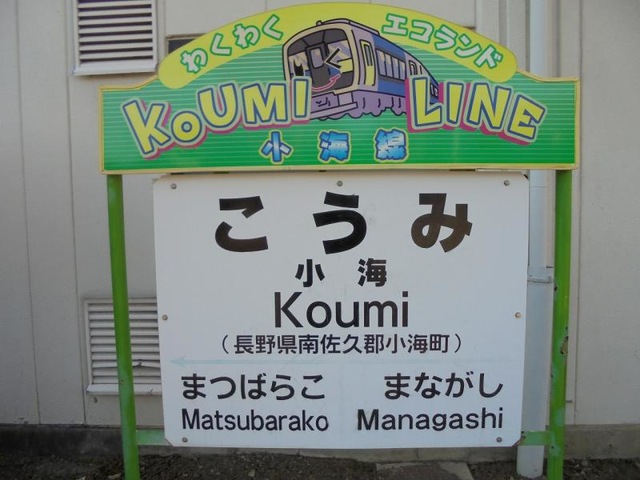 わくわく エコランド
KOUMI LINE
小海線
こうみ
小海
Koumi
(長野県南佐久郡小海町)
まつばらこ まながし
Matsubarako Managashi